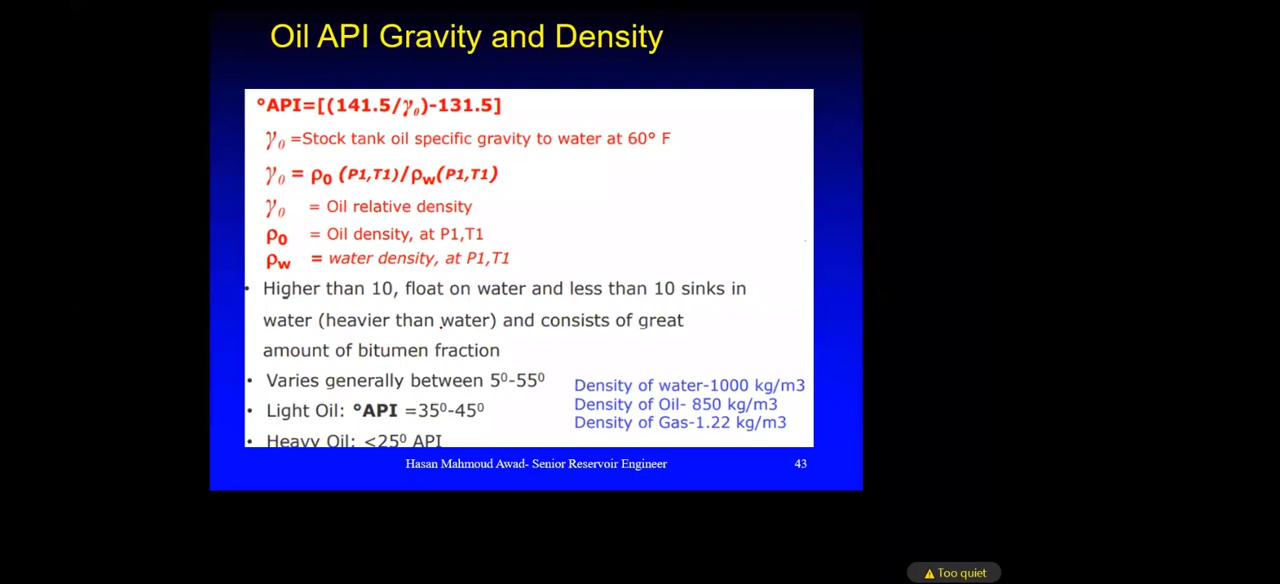 Oil API Gravity and Density
°API=[(141.5/γ₀)-131.5]
γ₀ =Stock tank oil specific gravity to water at 60° F
γ₀ = ρ₀ (P1,T1)/ρw(P1,T1)
γ₀ = Oil relative density
ρ₀ = Oil density, at P1,T1
ρw = water density, at P1,T1
• Higher than 10, float on water and less than 10 sinks in
water (heavier than water) and consists of great
amount of bitumen fraction
• Varies generally between 5⁰-55⁰
• Light Oil: °API =35⁰-45⁰
• Heavy Oil: <25⁰ API
Density of water-1000 kg/m3
Density of Oil- 850 kg/m3
Density of Gas-1.22 kg/m3
Hasan Mahmoud Awad- Senior Reservoir Engineer
43
Too quiet